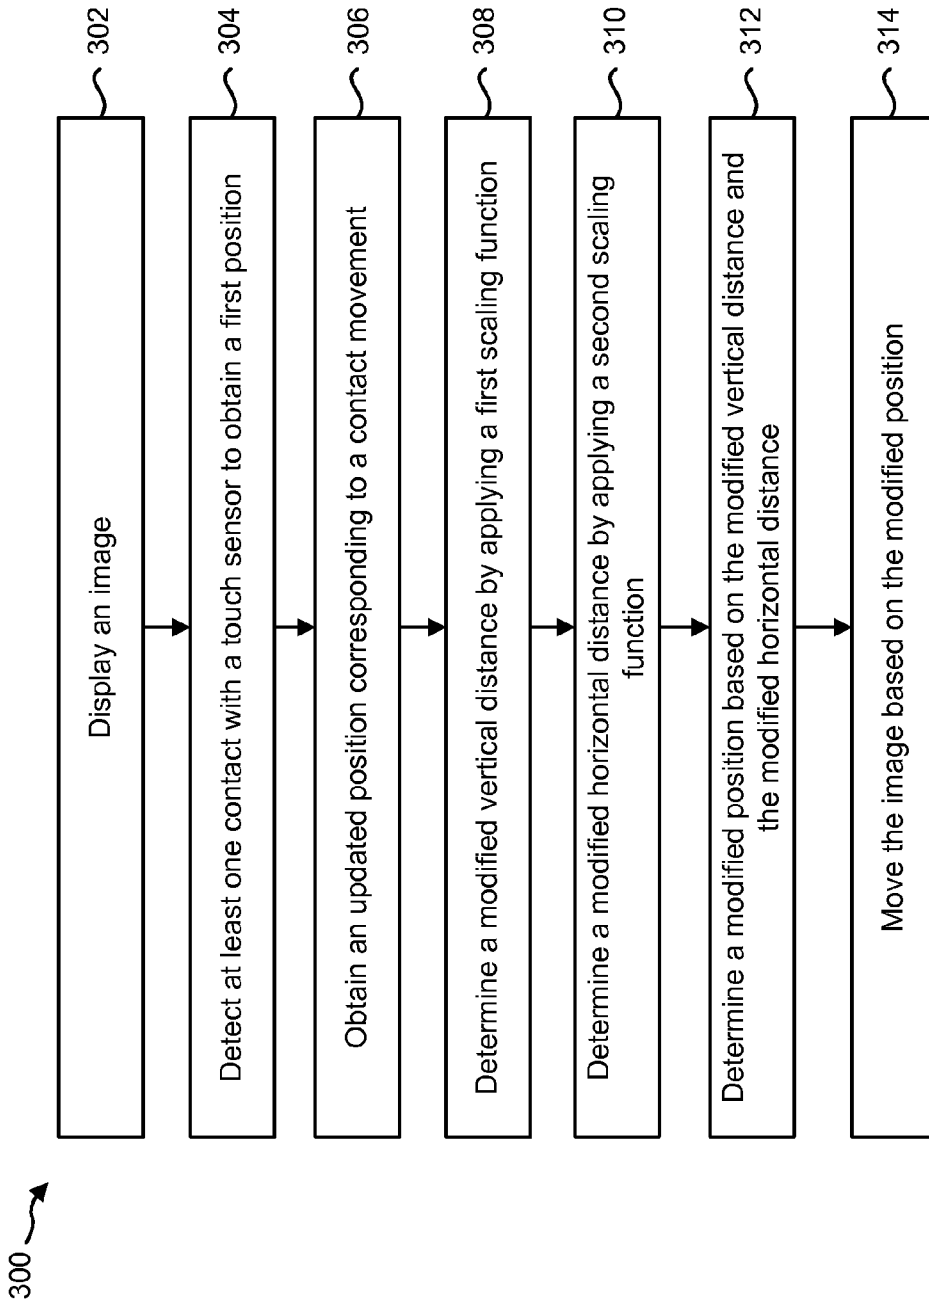 300
Display an image
302
Detect at least one contact with a touch sensor to obtain a first position
304
Obtain an updated position corresponding to a contact movement
306
Determine a modified vertical distance by applying a first scaling function
308
Determine a modified horizontal distance by applying a second scaling
function
310
Determine a modified position based on the modified vertical distance and
the modified horizontal distance
312
Move the image based on the modified position
314